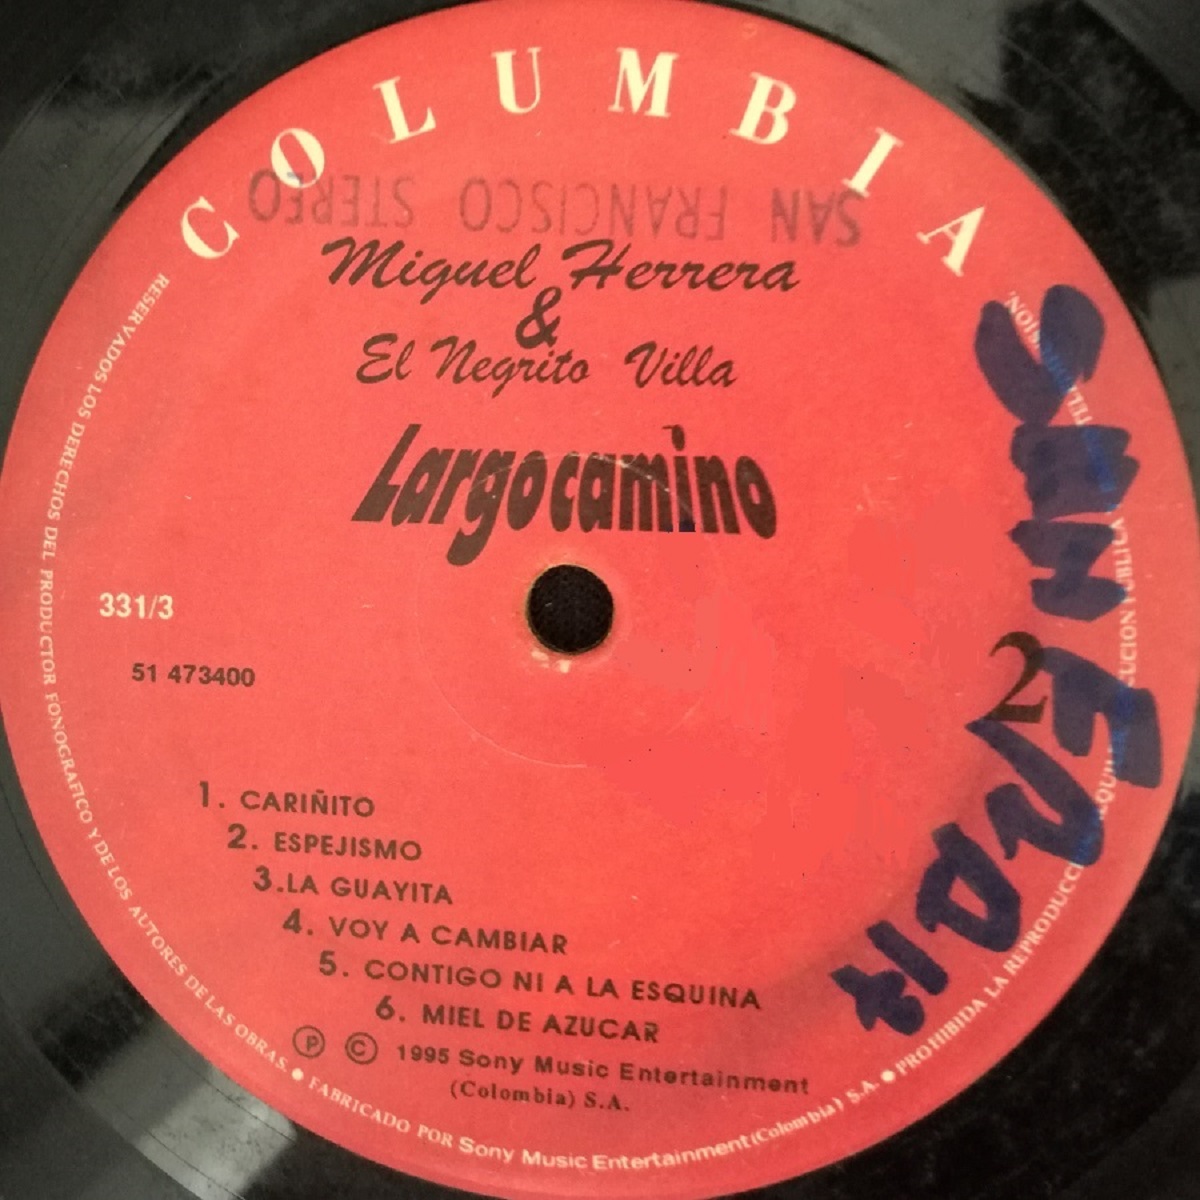 COLUMBIA
SAN FRANCISCO STEREO
Miguel Herrera
&
El Negrito Villa
Largo camino
331/3
51 473400
2
1. CARIÑITO
2. ESPEJISMO
3.LA GUAYITA
4. VOY A CAMBIAR
5. CONTIGO NI A LA ESQUINA
6. MIEL DE AZUCAR
Ⓟ © 1995 Sony Music Entertainment
(Colombia) S.A.
RESERVADOS LOS DERECHOS DEL PRODUCTOR FONOGRAFICO Y DE LOS AUTORES DE LAS OBRAS. ● FABRICADO POR Sony Music Entertainment (Colombia) S.A. ● PROHIBIDA LA REPRODUCCI